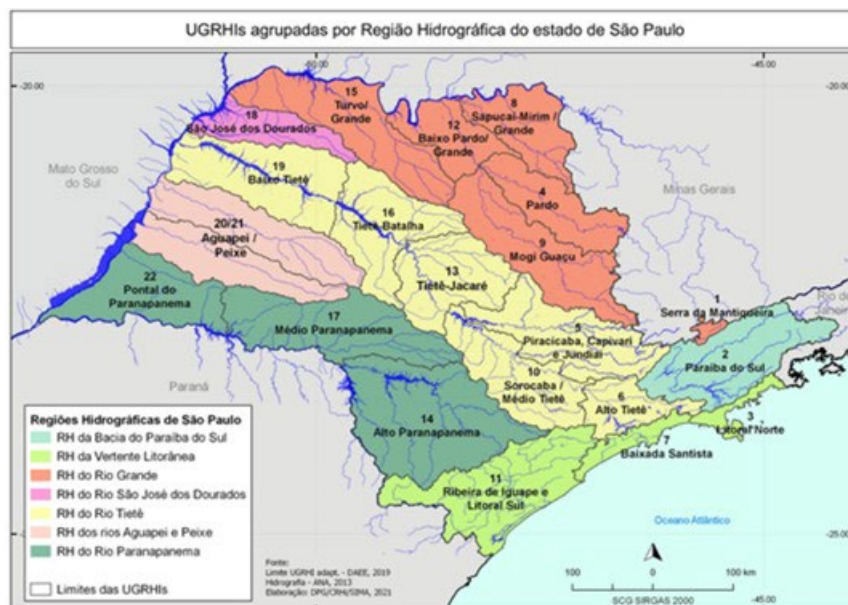 UGRHIs agrupadas por Região Hidrográfica do estado de São Paulo
-50.00
-45.00
-20.00
-20.00
15
Turvo/
Grande
8
Sapucaí-Mirim /
Grande
18
São José dos Dourados
12
Baixo Pardo/
Grande
Mato Grosso
do Sul
19
Baixo Tietê
Minas Gerais
4
Pardo
16
Tietê Batalha
20/21
Aguapeí /
Peixe
9
Mogi Guaçu
13
Tietê-Jacaré
22
Pontal do
Paranapanema
1
Serra da Mantiqueira
Rio de
Janeiro
17
Médio Paranapanema
5
Piracicaba, Capivari
e Jundiaí
2
Paraíba do Sul
10
Sorocaba /
Médio Tietê
Paraná
6
Alto Tietê
3
Litoral Norte
14
Alto Paranapanema
7
Baixada Santista
11
Ribeira de Iguape e
Litoral Sul
Regiões Hidrográficas de São Paulo
RH da Bacia do Paraíba do Sul
RH da Vertente Litorânea
RH do Rio Grande
RH do Rio São José dos Dourados
RH do Rio Tietê
RH dos rios Aguapeí e Peixe
RH do Rio Paranapanema
Limites das UGRHIs
Oceano Atlântico
-25.00
-25.00
Fonte:
Limite UGRHI adapt. - DAEE, 2019
Hidrografia - ANA, 2013
Elaboração: DPG/CRHi/SIMA, 2021
100 0 100 km
SCG SIRGAS 2000
-45.00